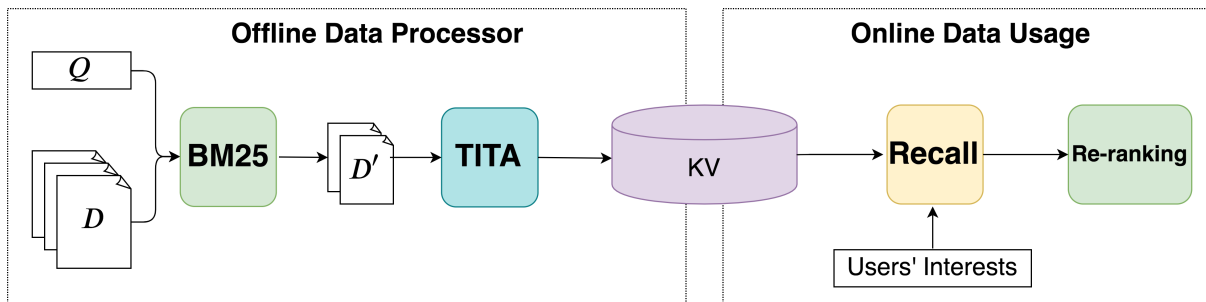 Offline Data Processor
Online Data Usage
Q
D
BM25
D′
TITA
KV
Recall
Re-ranking
Users' Interests